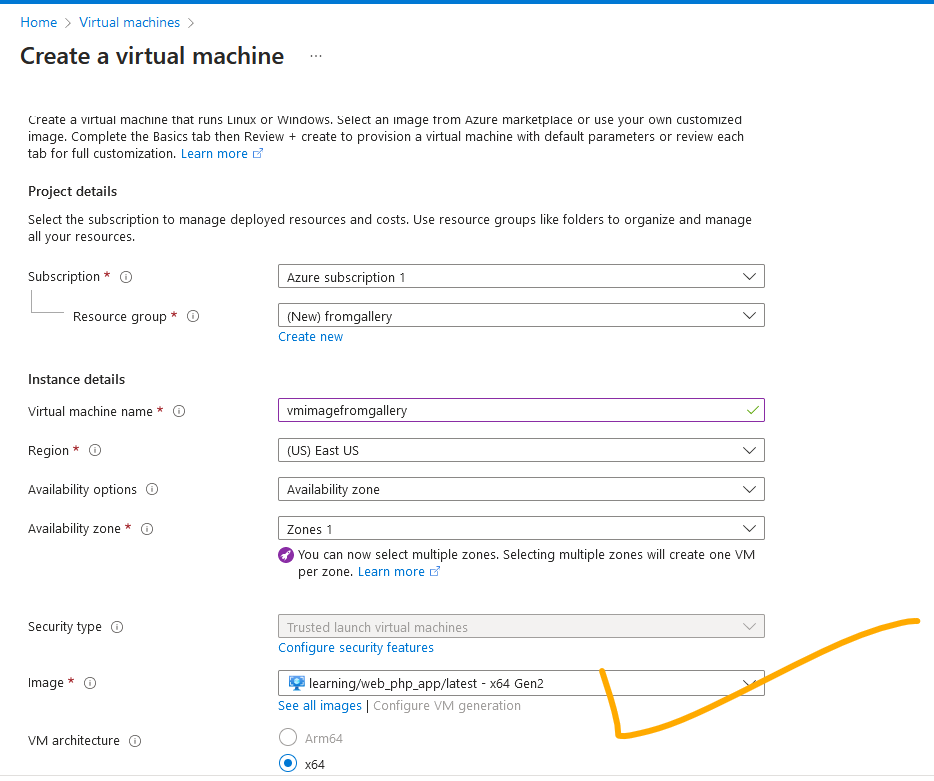 Home > Virtual machines >
Create a virtual machine ...
Create a virtual machine that runs Linux or Windows. Select an image from Azure marketplace or use your own customized
image. Complete the Basics tab then Review + create to provision a virtual machine with default parameters or review each
tab for full customization. Learn more
Project details
Select the subscription to manage deployed resources and costs. Use resource groups like folders to organize and manage
all your resources.
Subscription *
Azure subscription 1
Resource group *
(New) fromgallery
Create new
Instance details
Virtual machine name *
vmimagefromgallery
Region *
(US) East US
Availability options
Availability zone
Availability zone *
Zones 1
You can now select multiple zones. Selecting multiple zones will create one VM
per zone. Learn more
Security type
Trusted launch virtual machines
Configure security features
Image *
learning/web_php_app/latest - x64 Gen2
See all images | Configure VM generation
VM architecture
Arm64
x64